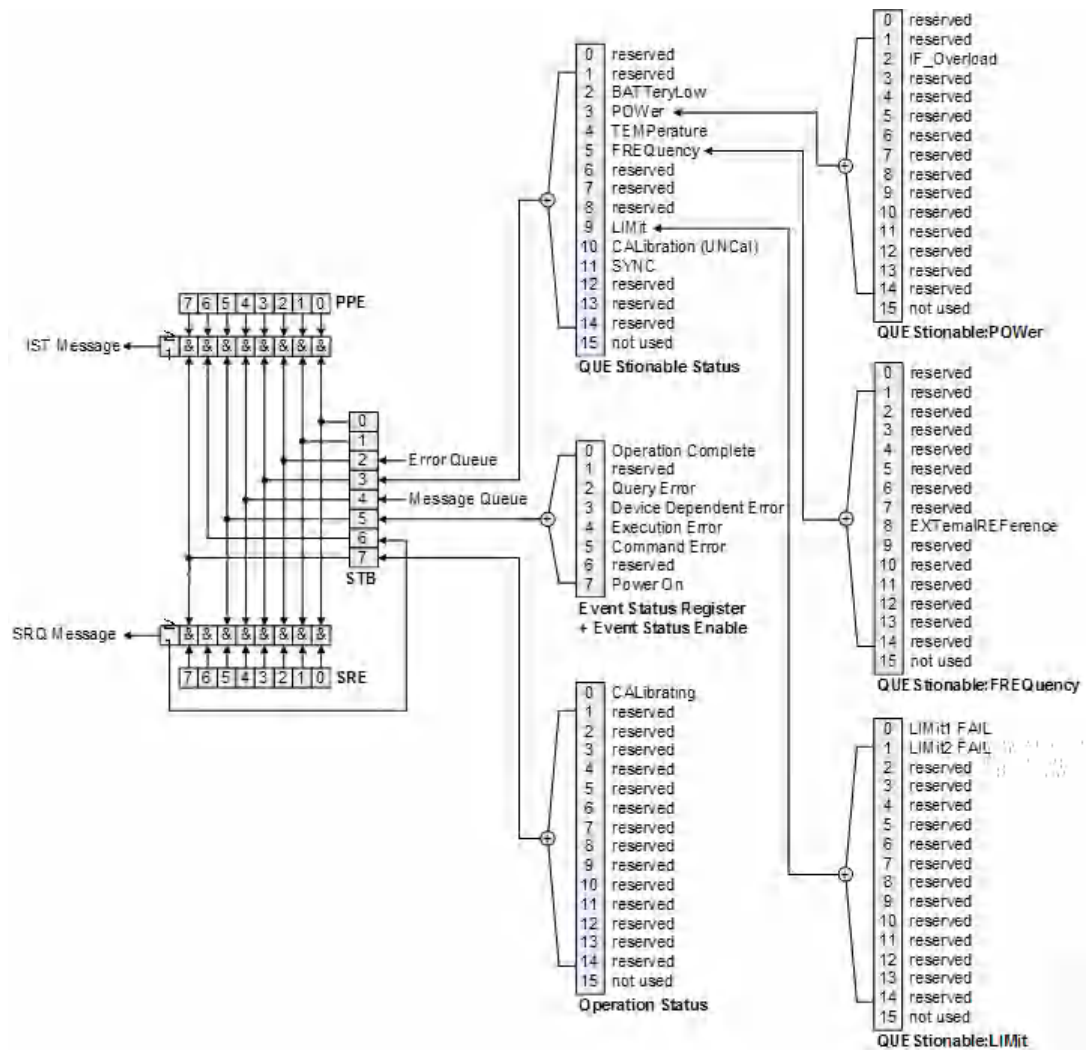 0 reserved
1 reserved
2 BATTeryLow
3 POWer
4 TEMPerature
5 FREQuency
6 reserved
7 reserved
8 reserved
9 LIMit
10 CALibration (UNCal)
11 SYNC
12 reserved
13 reserved
14 reserved
15 not used
QUEStionable Status
0 reserved
1 reserved
2 IF_Overload
3 reserved
4 reserved
5 reserved
6 reserved
7 reserved
8 reserved
9 reserved
10 reserved
11 reserved
12 reserved
13 reserved
14 reserved
15 not used
QUEStionable:POWer
7 6 5 4 3 2 1 0 PPE
IST Message & & & & & & & &
0
1
2 Error Queue
3
4 Message Queue
5
6
7
STB
SRQ Message & & & & & & & &
7 6 5 4 3 2 1 0 SRE
0 Operation Complete
1 reserved
2 Query Error
3 Device Dependent Error
4 Execution Error
5 Command Error
6 reserved
7 Power On
Event Status Register
+ Event Status Enable
0 reserved
1 reserved
2 reserved
3 reserved
4 reserved
5 reserved
6 reserved
7 reserved
8 EXTernalREFerence
9 reserved
10 reserved
11 reserved
12 reserved
13 reserved
14 reserved
15 not used
QUEStionable:FREQuency
0 CALibrating
1 reserved
2 reserved
3 reserved
4 reserved
5 reserved
6 reserved
7 reserved
8 reserved
9 reserved
10 reserved
11 reserved
12 reserved
13 reserved
14 reserved
15 not used
Operation Status
0 LIMit1 FAIL
1 LIMit2 FAIL
2 reserved
3 reserved
4 reserved
5 reserved
6 reserved
7 reserved
8 reserved
9 reserved
10 reserved
11 reserved
12 reserved
13 reserved
14 reserved
15 not used
QUEStionable:LIMit